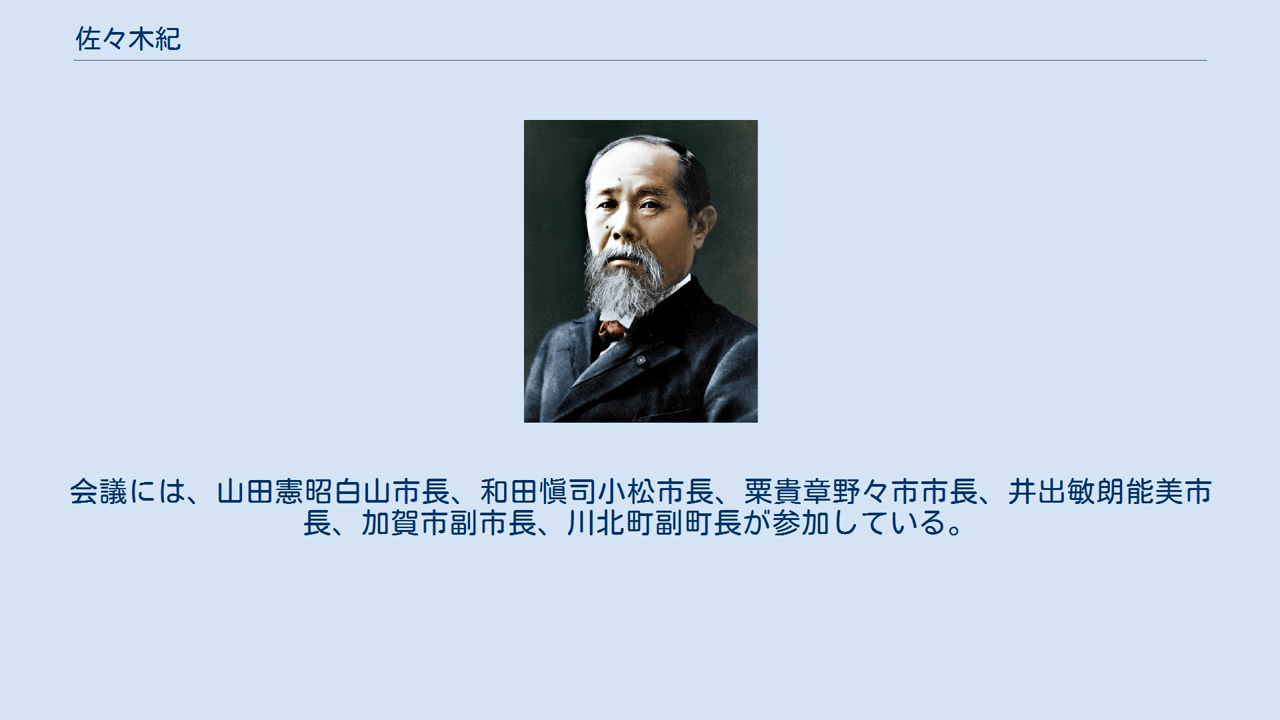 佐々木紀
会議には、山田憲昭白山市長、和田愼司小松市長、粟貴章野々市市長、井出敏朗能美市
長、加賀市副市長、川北町副町長が参加している。